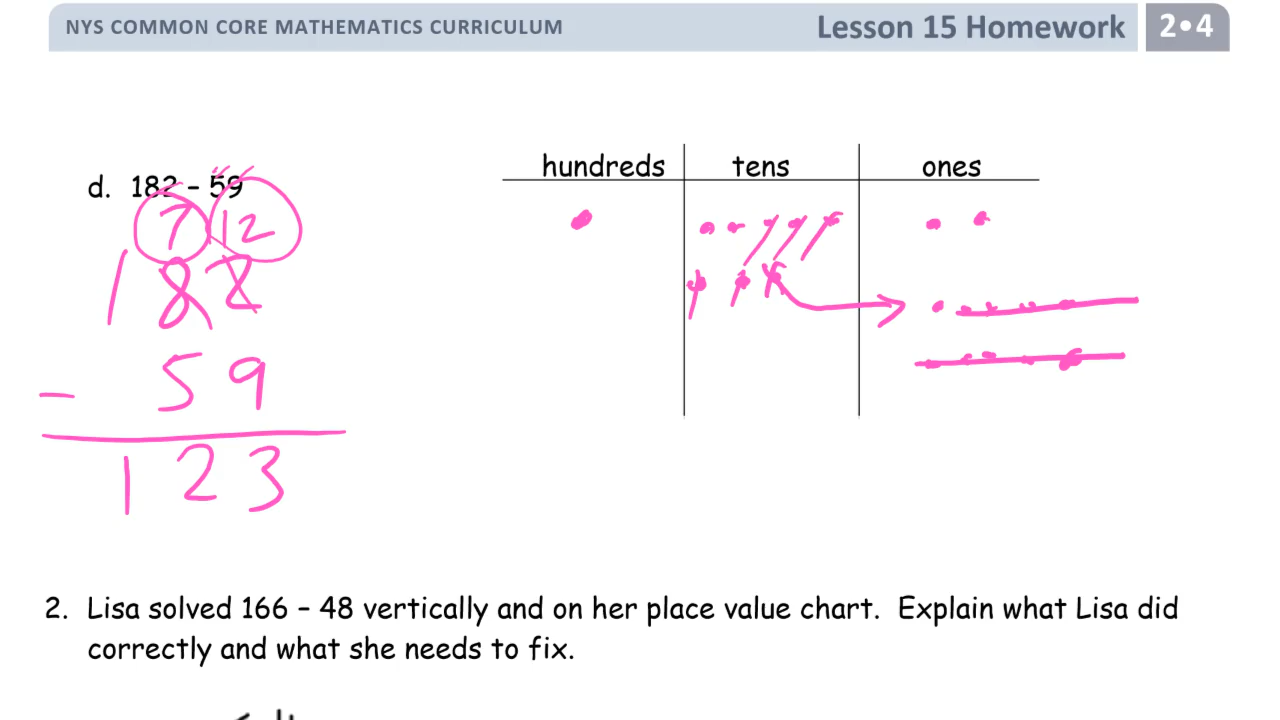 NYS COMMON CORE MATHEMATICS CURRICULUM Lesson 15 Homework 2•4
hundreds tens ones
d. 182 – 59
7 12
182
- 59
123
2. Lisa solved 166 – 48 vertically and on her place value chart. Explain what Lisa did
correctly and what she needs to fix.